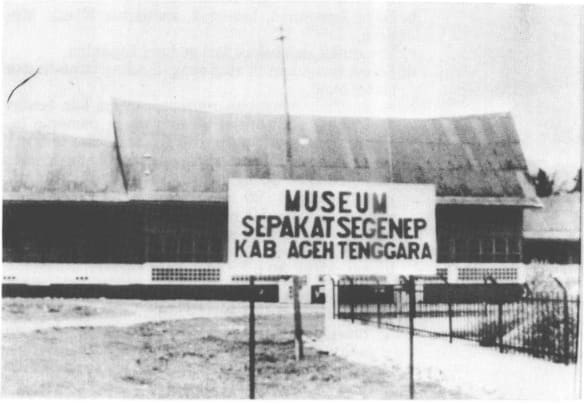 MUSEUM
SEPAKAT SEGENEP
KAB ACEH TENGGARA